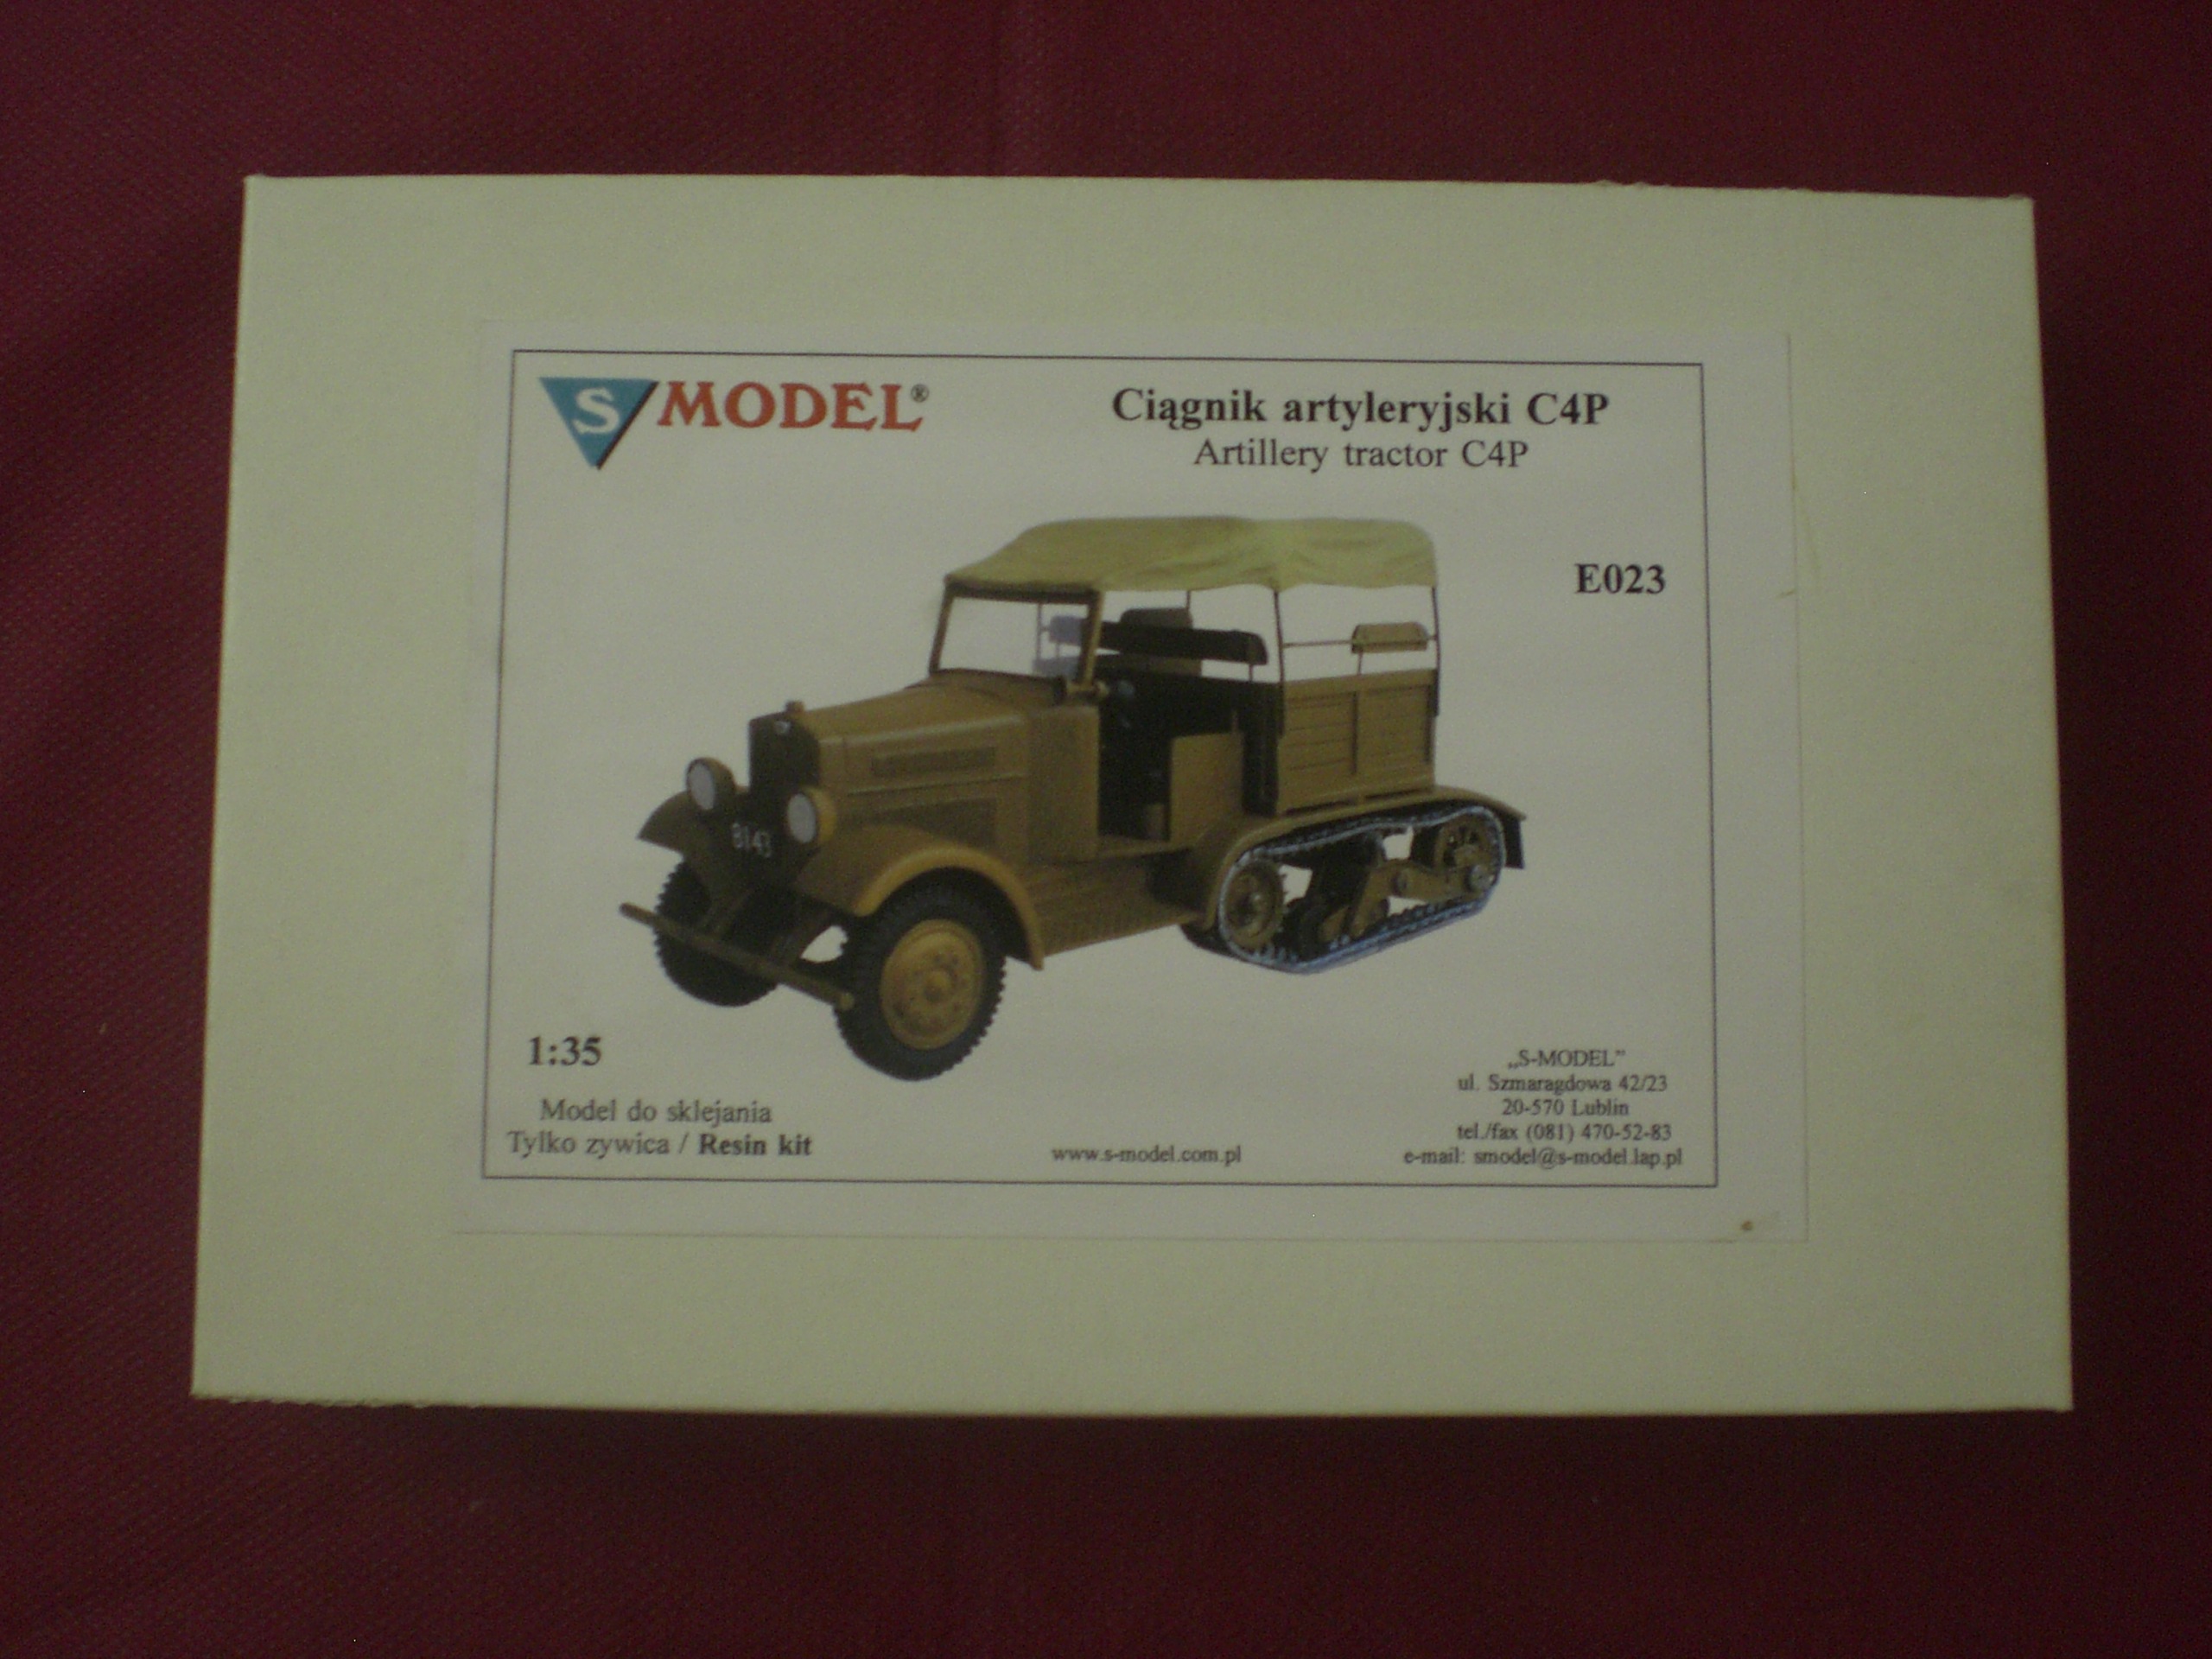 S MODEL®
Ciągnik artyleryjski C4P
Artillery tractor C4P
E023
8143
1:35
Model do sklejania
Tylko zywica / Resin kit
www.s-model.com.pl
„S-MODEL”
ul. Szmaragdowa 42/23
20-570 Lublin
tel./fax (081) 470-52-83
e-mail: smodel@s-model.lap.pl